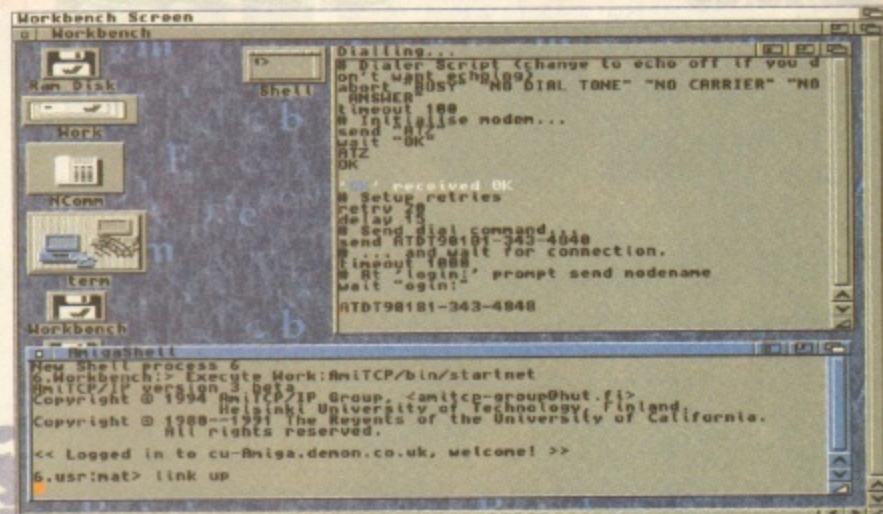 Workbench Screen
Workbench
Ram Disk
Work
NComm
term
Workbench
Shell
Dialling...
# Dialer Script (change to echo off if you d
on't want echolog)
abort "BUSY" "NO DIAL TONE" "NO CARRIER" "NO
ANSWER"
timeout 100
# Initialise modem...
send "ATZ"
wait "OK"
ATZ
OK
'OK' received OK
# Setup retries
retry 20
delay 15
# Send dial command...
send ATDT90181-343-4848
# ... and wait for connection.
timeout 1000
# At 'login:' prompt send nodename
wait "ogin:"
ATDT90181-343-4848
AmigaShell
New Shell process 6
6.Workbench:> Execute Work:AmiTCP/bin/startnet
AmiTCP/IP version 3 beta
Copyright © 1994 AmiTCP/IP Group, <amitcp-group@hut.fi>
Helsinki University of Technology, Finland.
Copyright © 1980--1991 The Regents of the University of California.
All rights reserved.
<< Logged in to cu-Amiga.demon.co.uk, welcome! >>
6.usr:mat> link up